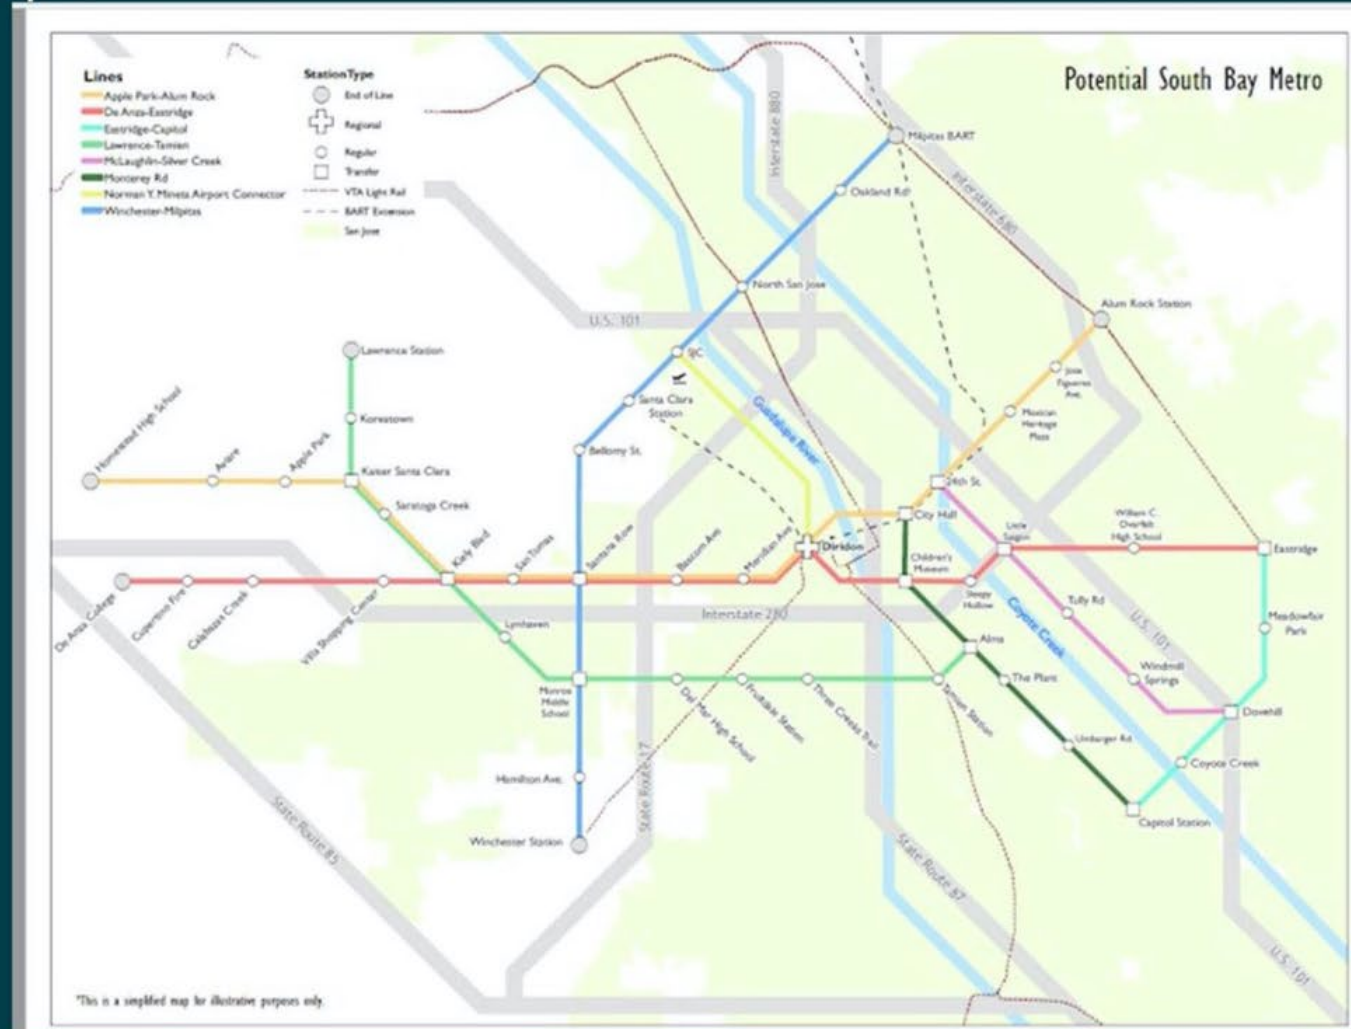 Potential South Bay Metro
Lines
Apple Park-Alum Rock
De Anza-Eastridge
Eastridge-Capitol
Lawrence-Tamien
McLaughlin-Silver Creek
Monterey Rd
Norman Y. Mineta Airport Connector
Winchester-Milpitas
Station Type
End of Line
Regional
Regular
Transfer
VTA Light Rail
BART Extension
San Jose
Interstate 880
Milpitas BART
Oakland Rd
Interstate 680
North San Jose
Alum Rock Station
U.S. 101
Lawrence Station
SJC
Jose
Figueres
Ave.
Santa Clara
Station
Guadalupe River
Mexican
Heritage
Plaza
Koreatown
Homestead High School
Apple Park
Kaiser Santa Clara
Bellomy St.
24th St.
Saratoga Creek
City Hall
Little
Saigon
William C.
Overfelt
High School
Kiely Blvd
San Tomas
Santana Row
Bascom Ave
Meridian Ave
Diridon
Eastridge
Children's
Museum
De Anza College
Cupertino Fire
Calabazas Creek
Villa Shopping Center
Sleepy
Hollow
Interstate 280
Coyote Creek
Tully Rd
U.S. 101
Meadowfair
Park
Lynhaven
Alma
Monroe
Middle
School
Del Mar High School
Fruitdale Station
Three Creeks Trail
Tamien Station
The Plant
Windmill
Springs
Dovehill
Umbarger Rd
Coyote Creek
Hamilton Ave.
State Route 17
Capitol Station
Winchester Station
State Route 85
State Route 87
U.S. 101
*This is a simplified map for illustrative purposes only.